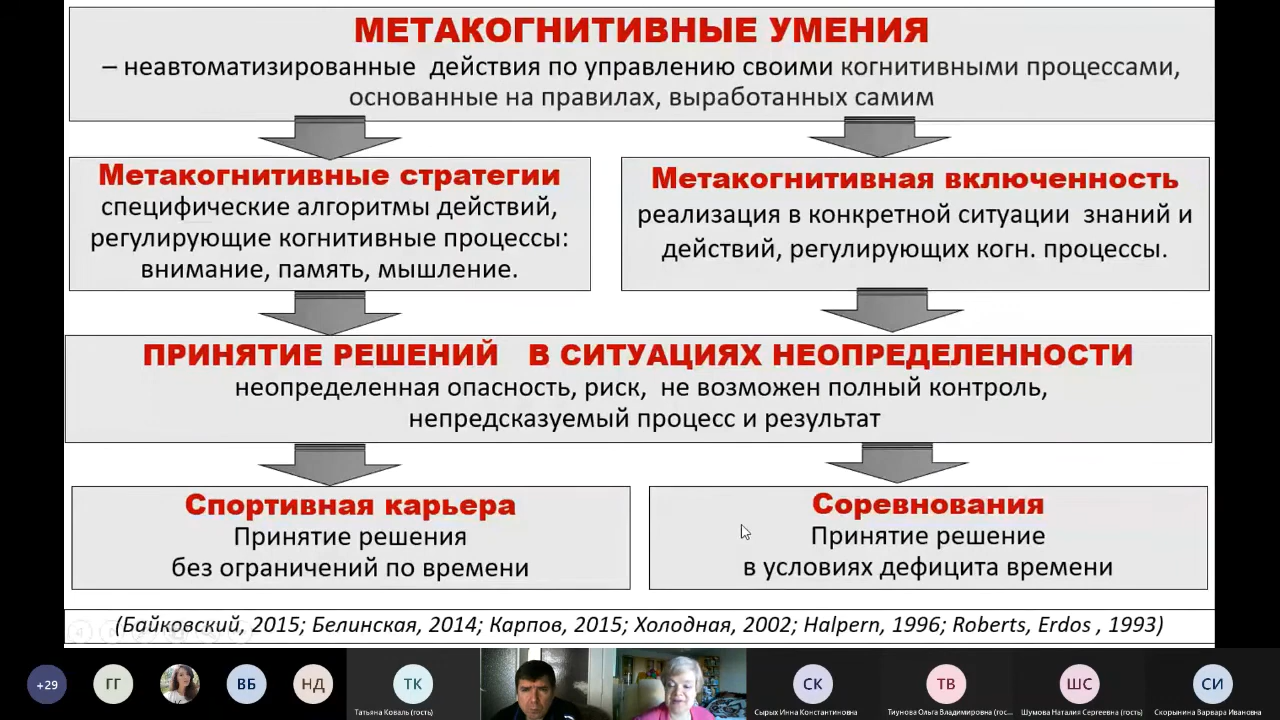 МЕТАКОГНИТИВНЫЕ УМЕНИЯ
– неавтоматизированные действия по управлению своими когнитивными процессами,
основанные на правилах, выработанных самим
Метакогнитивные стратегии
специфические алгоритмы действий,
регулирующие когнитивные процессы:
внимание, память, мышление.
Метакогнитивная включенность
реализация в конкретной ситуации знаний и
действий, регулирующих когн. процессы.
ПРИНЯТИЕ РЕШЕНИЙ В СИТУАЦИЯХ НЕОПРЕДЕЛЕННОСТИ
неопределенная опасность, риск, не возможен полный контроль,
непредсказуемый процесс и результат
Спортивная карьера
Принятие решения
без ограничений по времени
Соревнования
Принятие решение
в условиях дефицита времени
(Байковский, 2015; Белинская, 2014; Карпов, 2015; Холодная, 2002; Halpern, 1996; Roberts, Erdos , 1993)
+29
ГГ
ВБ
НД
ТК
Татьяна Коваль (гость)
СК
Сырых Инна Константиновна
ТВ
Тиунова Ольга Владимировна (гос...
ШС
Шумова Наталия Сергеевна (гость)
СИ
Скорынина Варвара Ивановна